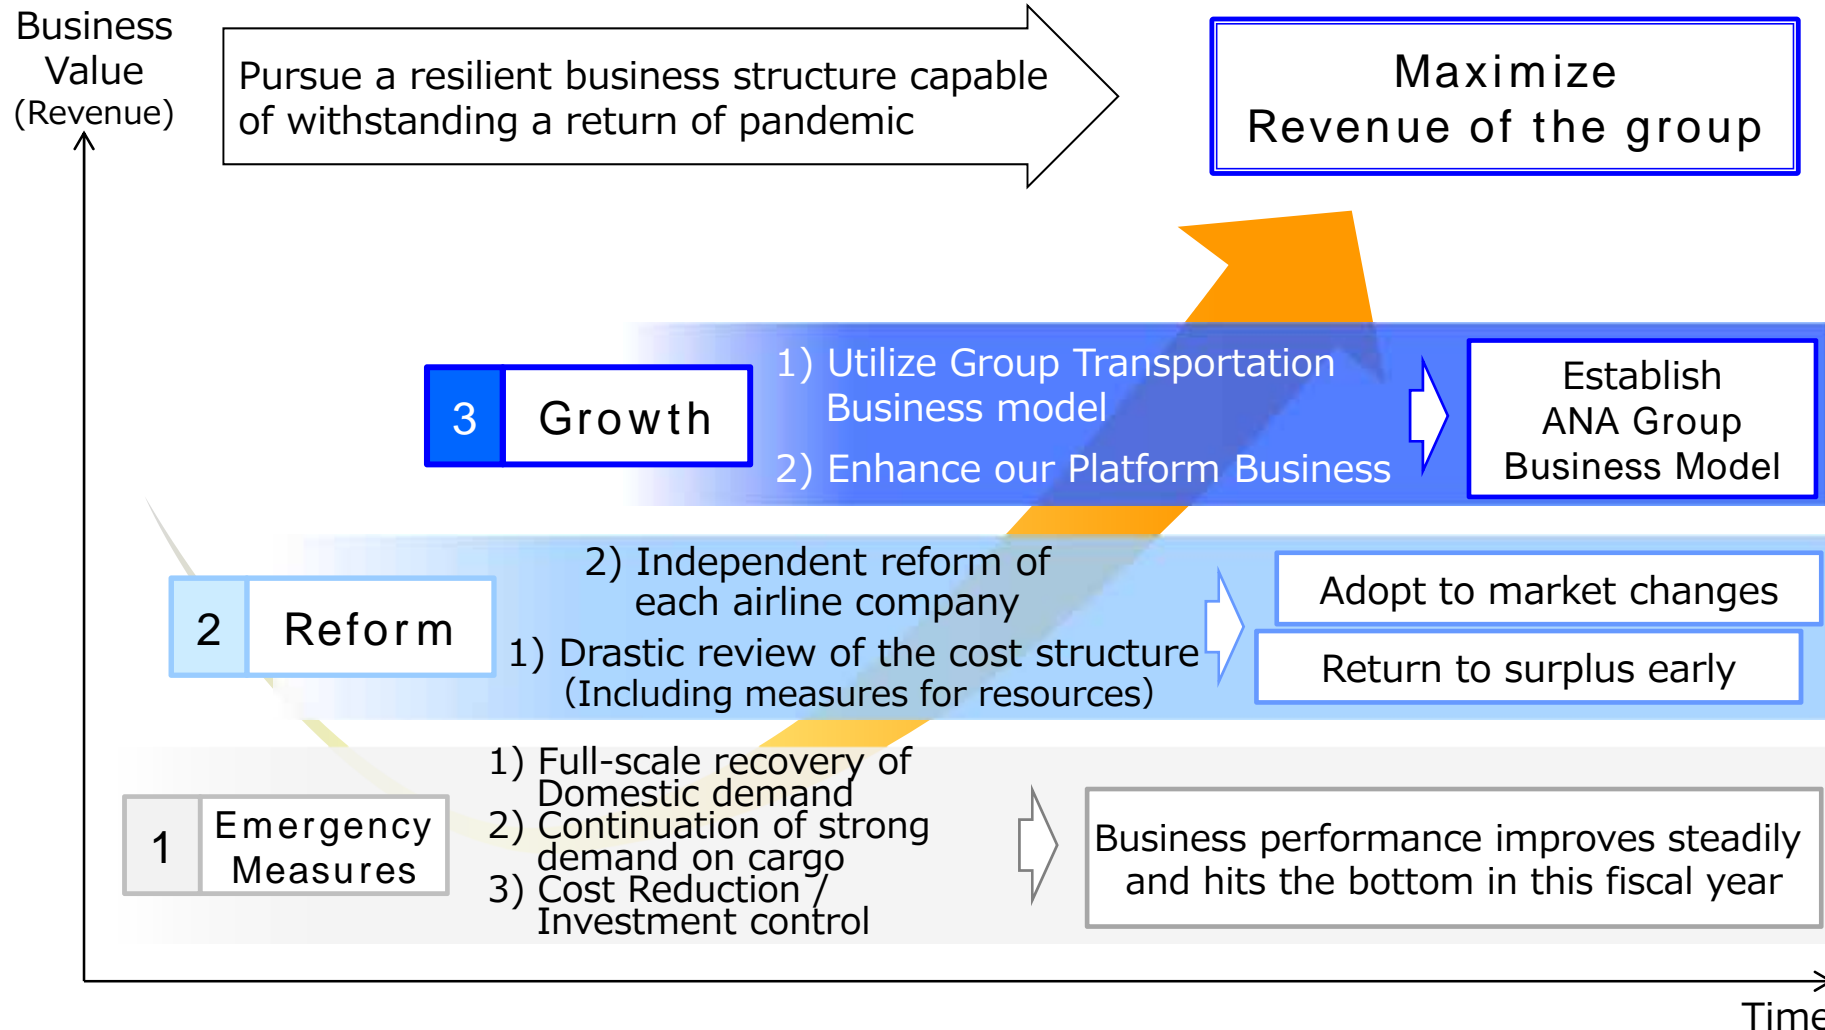 Business
Value
(Revenue)
Pursue a resilient business structure capable
of withstanding a return of pandemic
Maximize
Revenue of the group
3
Growth
1) Utilize Group Transportation
Business model
2) Enhance our Platform Business
Establish
ANA Group
Business Model
2
Reform
2) Independent reform of
each airline company
1) Drastic review of the cost structure
(Including measures for resources)
Adopt to market changes
Return to surplus early
1
Emergency
Measures
1) Full-scale recovery of
Domestic demand
2) Continuation of strong
demand on cargo
3) Cost Reduction /
Investment control
Business performance improves steadily
and hits the bottom in this fiscal year
Time